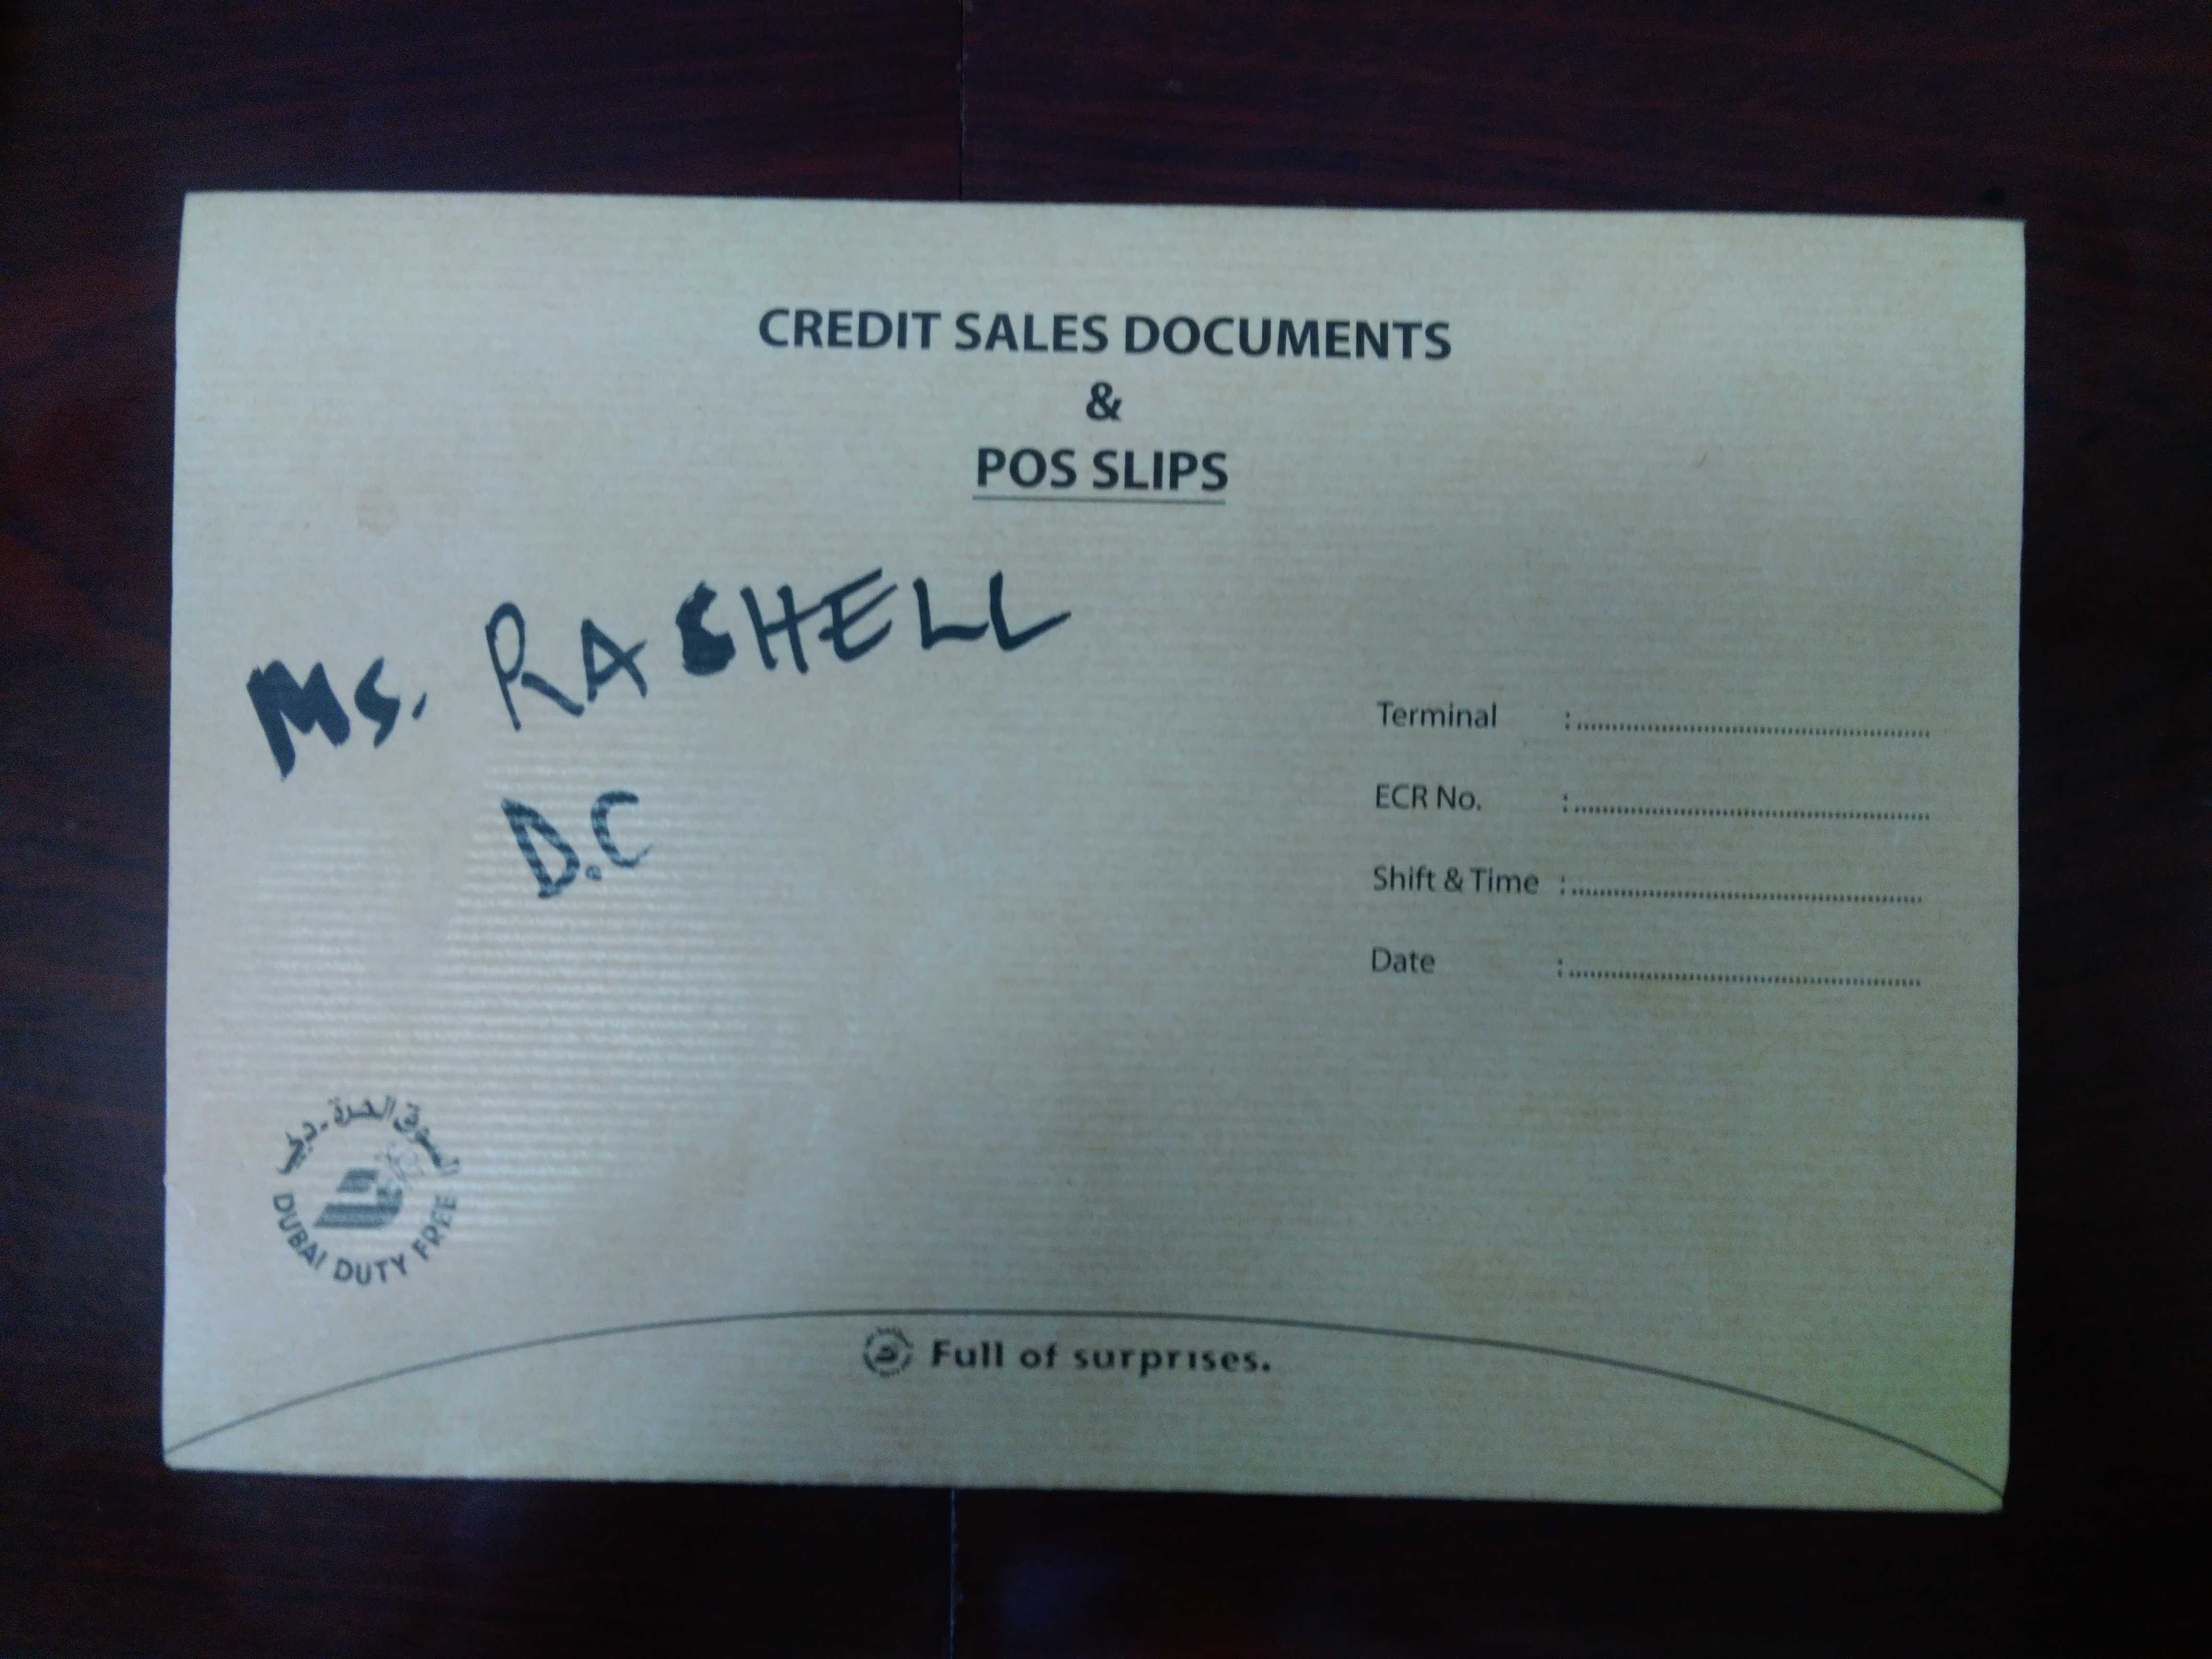 CREDIT SALES DOCUMENTS
&
POS SLIPS
Ms. RASHELL
D.C
Terminal :
ECR No. :
Shift & Time :
Date :
السوق الحرة - دبي
DUBAI DUTY FREE
Full of surprises.